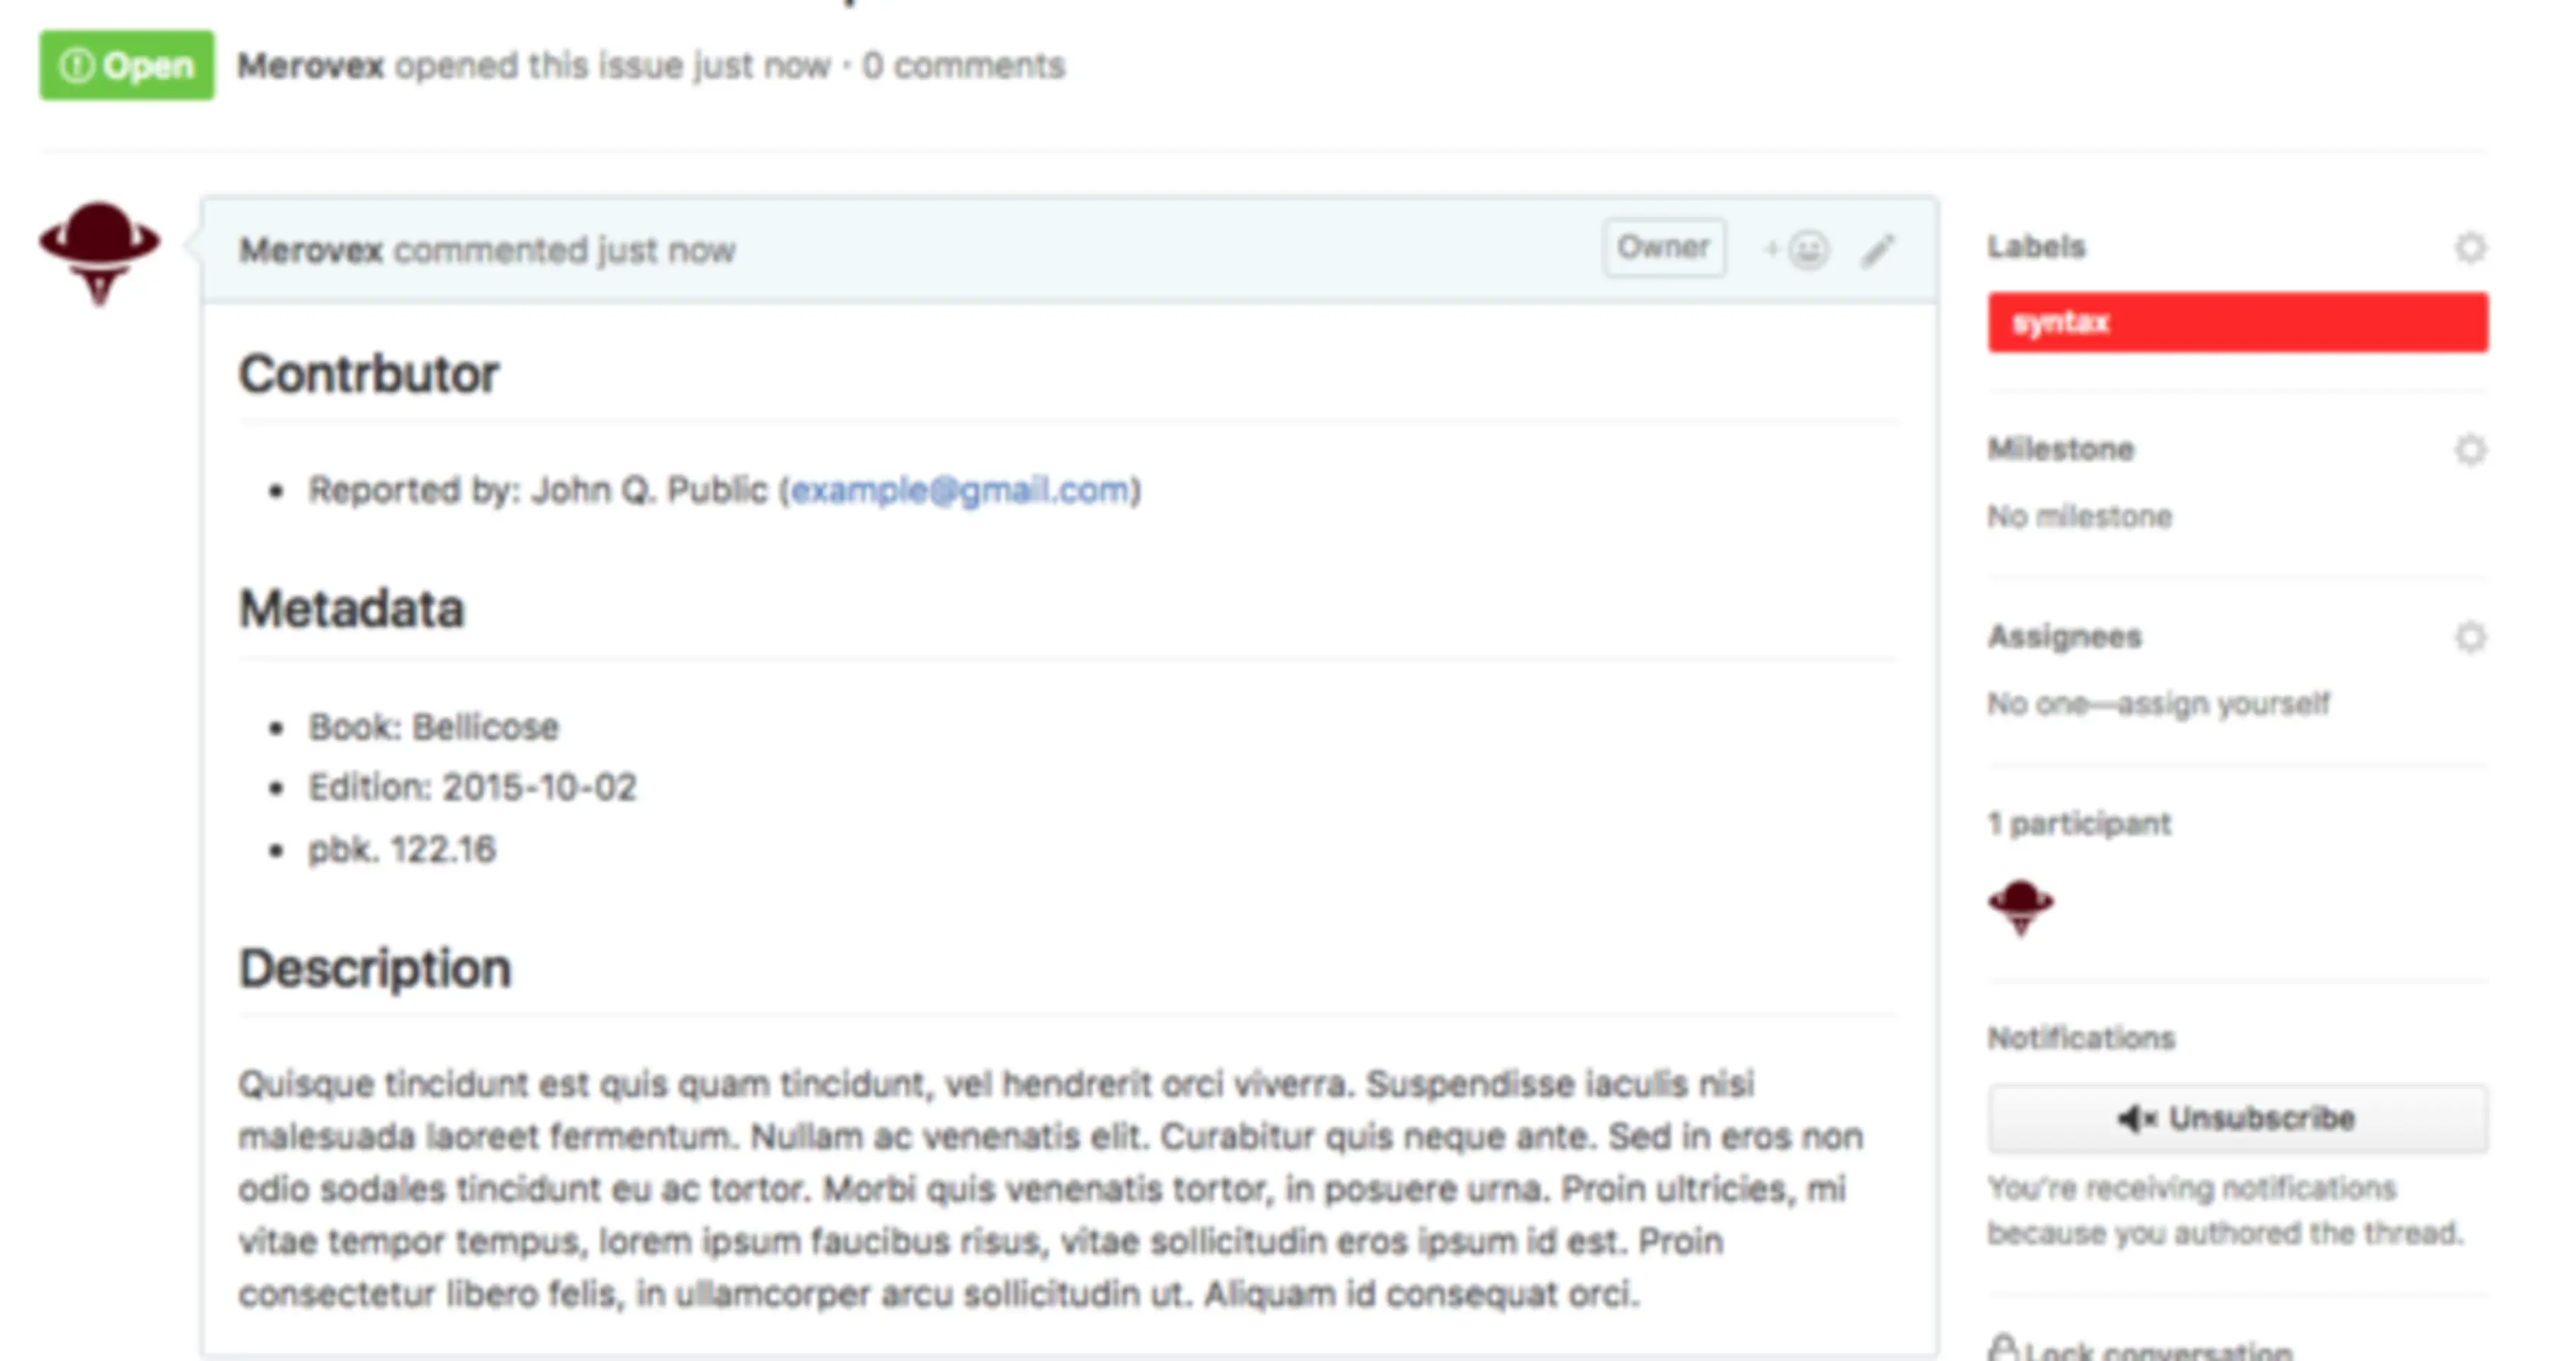 Open Merovex opened this issue just now · 0 comments
Merovex commented just now Owner
Contrbutor
• Reported by: John Q. Public (example@gmail.com)
Metadata
• Book: Bellicose
• Edition: 2015-10-02
• pbk. 122.16
Description
Quisque tincidunt est quis quam tincidunt, vel hendrerit orci viverra. Suspendisse iaculis nisi
malesuada laoreet fermentum. Nullam ac venenatis elit. Curabitur quis neque ante. Sed in eros non
odio sodales tincidunt eu ac tortor. Morbi quis venenatis tortor, in posuere urna. Proin ultricies, mi
vitae tempor tempus, lorem ipsum faucibus risus, vitae sollicitudin eros ipsum id est. Proin
consectetur libero felis, in ullamcorper arcu sollicitudin ut. Aliquam id consequat orci.
Labels
syntax
Milestone
No milestone
Assignees
No one—assign yourself
1 participant
Notifications
Unsubscribe
You're receiving notifications
because you authored the thread.
Lock conversation